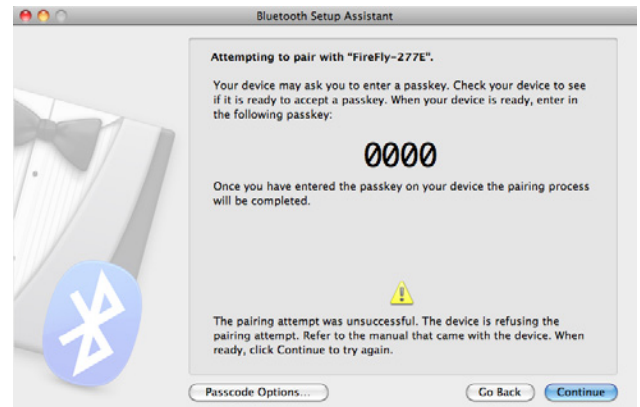 Bluetooth Setup Assistant
Attempting to pair with "FireFly-277E".
Your device may ask you to enter a passkey. Check your device to see
if it is ready to accept a passkey. When your device is ready, enter in
the following passkey:
0000
Once you have entered the passkey on your device the pairing process
will be completed.
The pairing attempt was unsuccessful. The device is refusing the
pairing attempt. Refer to the manual that came with the device. When
ready, click Continue to try again.
Passcode Options...
Go Back
Continue